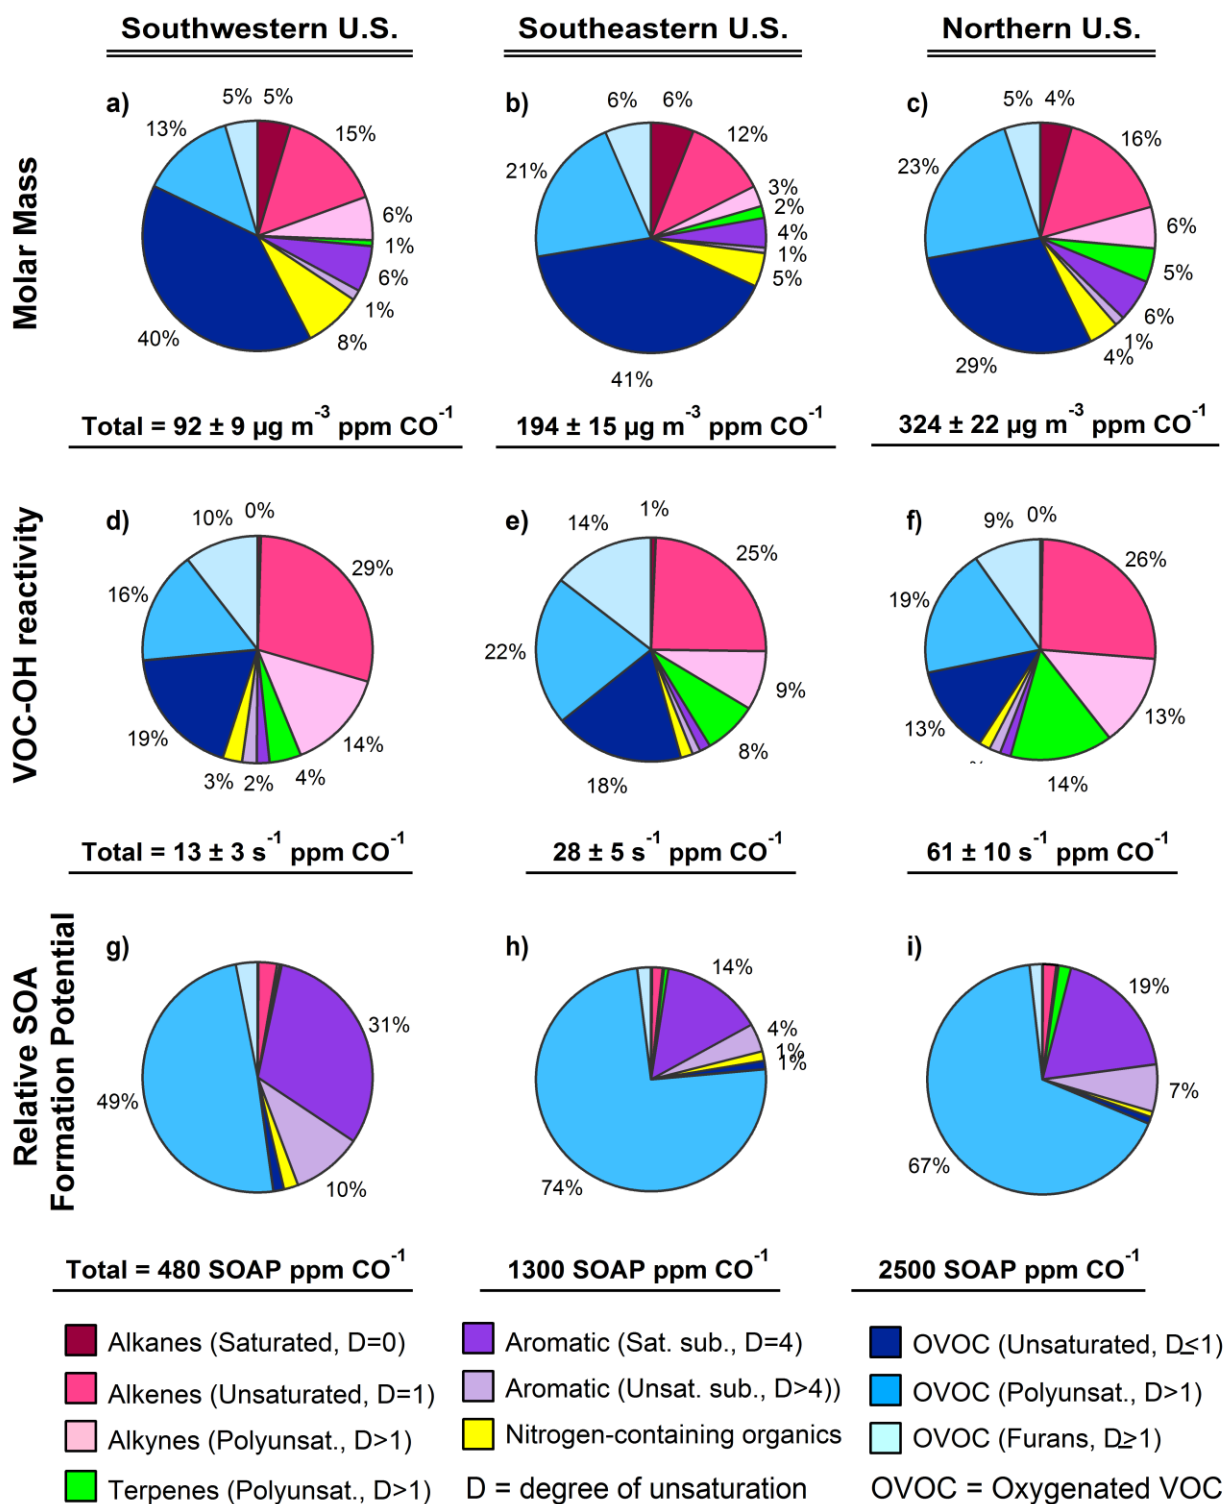 Southwestern U.S.
Southeastern U.S.
Northern U.S.
Molar Mass
a)
5%
5%
15%
6%
1%
6%
1%
8%
40%
13%
b)
6%
6%
12%
3%
2%
4%
1%
5%
41%
21%
c)
5%
4%
16%
6%
5%
6%
1%
4%
29%
23%
Total = 92 ± 9 µg m⁻³ ppm CO⁻¹
194 ± 15 µg m⁻³ ppm CO⁻¹
324 ± 22 µg m⁻³ ppm CO⁻¹
VOC-OH reactivity
d)
10%
0%
29%
14%
4%
2%
3%
19%
16%
e)
14%
1%
25%
9%
8%
18%
22%
f)
9%
0%
26%
13%
14%
13%
19%
Total = 13 ± 3 s⁻¹ ppm CO⁻¹
28 ± 5 s⁻¹ ppm CO⁻¹
61 ± 10 s⁻¹ ppm CO⁻¹
Relative SOA
Formation Potential
g)
31%
10%
49%
h)
14%
4%
1%
1%
74%
i)
19%
7%
67%
Total = 480 SOAP ppm CO⁻¹
1300 SOAP ppm CO⁻¹
2500 SOAP ppm CO⁻¹
Alkanes (Saturated, D=0)
Alkenes (Unsaturated, D=1)
Alkynes (Polyunsat., D>1)
Terpenes (Polyunsat., D>1)
Aromatic (Sat. sub., D=4)
Aromatic (Unsat. sub., D>4))
Nitrogen-containing organics
D = degree of unsaturation
OVOC (Unsaturated, D≤1)
OVOC (Polyunsat., D>1)
OVOC (Furans, D≥1)
OVOC = Oxygenated VOC